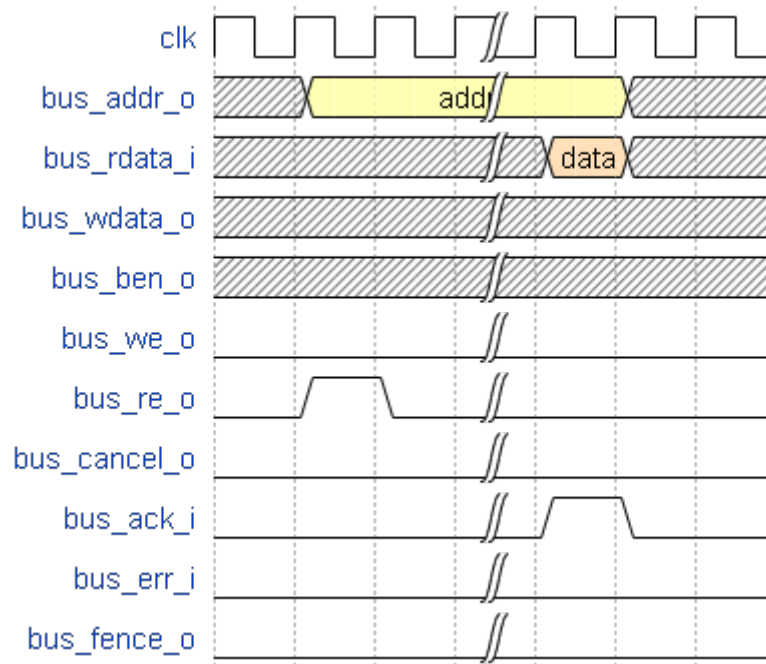 clk
bus_addr_o
addr
bus_rdata_i
data
bus_wdata_o
bus_ben_o
bus_we_o
bus_re_o
bus_cancel_o
bus_ack_i
bus_err_i
bus_fence_o